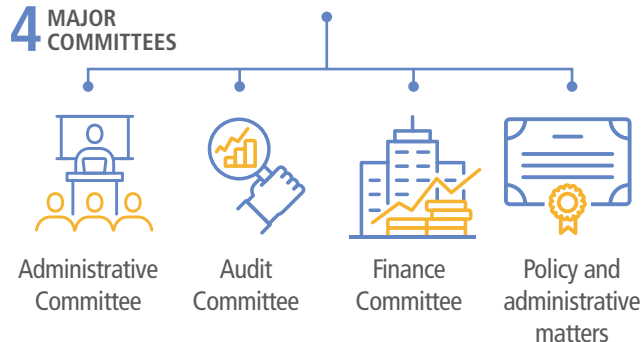 4 MAJOR
COMMITTEES
Administrative
Committee
Audit
Committee
Finance
Committee
Policy and
administrative
matters